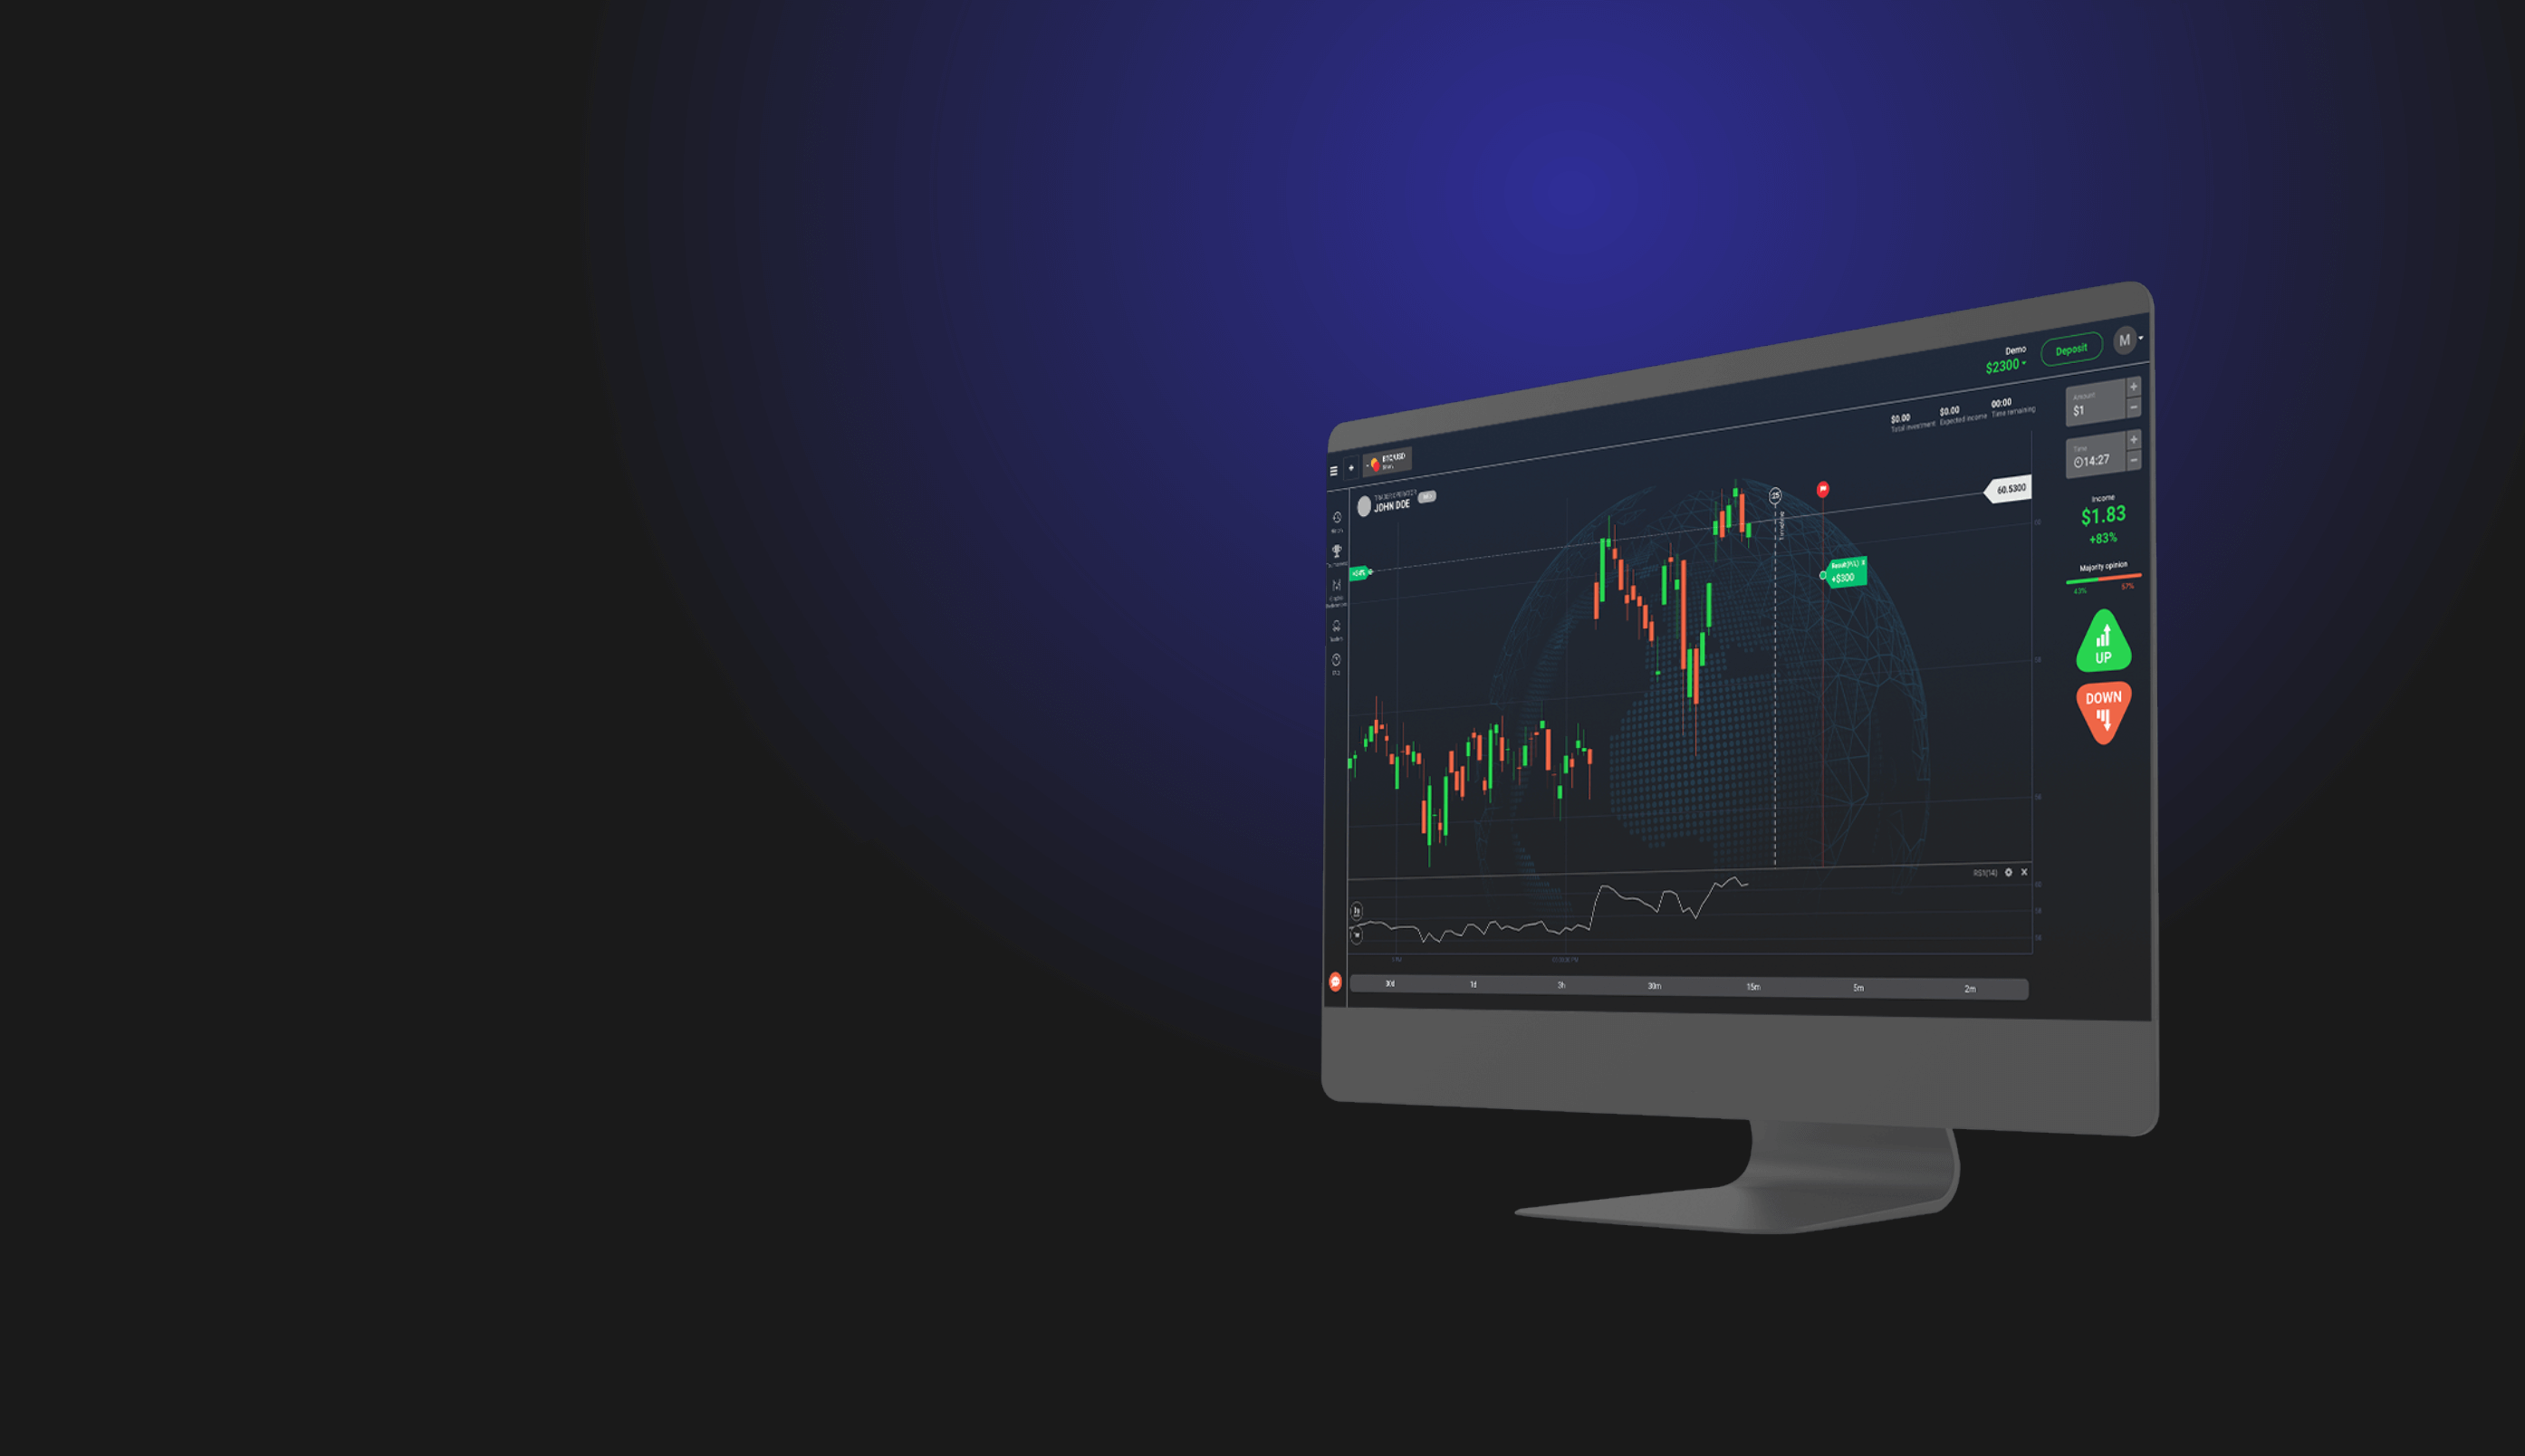 Demo
$2300
Deposit
M
$0.00
Total investment
$0.00
Expected income
00:00
Time remaining
Amount
$1
Time
14:27
BTC/USD
JOHN DOE
60.5300
Income
$1.83
+83%
Majority opinion
43%
57%
+$300
UP
DOWN
RSI(14)
30d
1d
3h
30m
15m
5m
2m